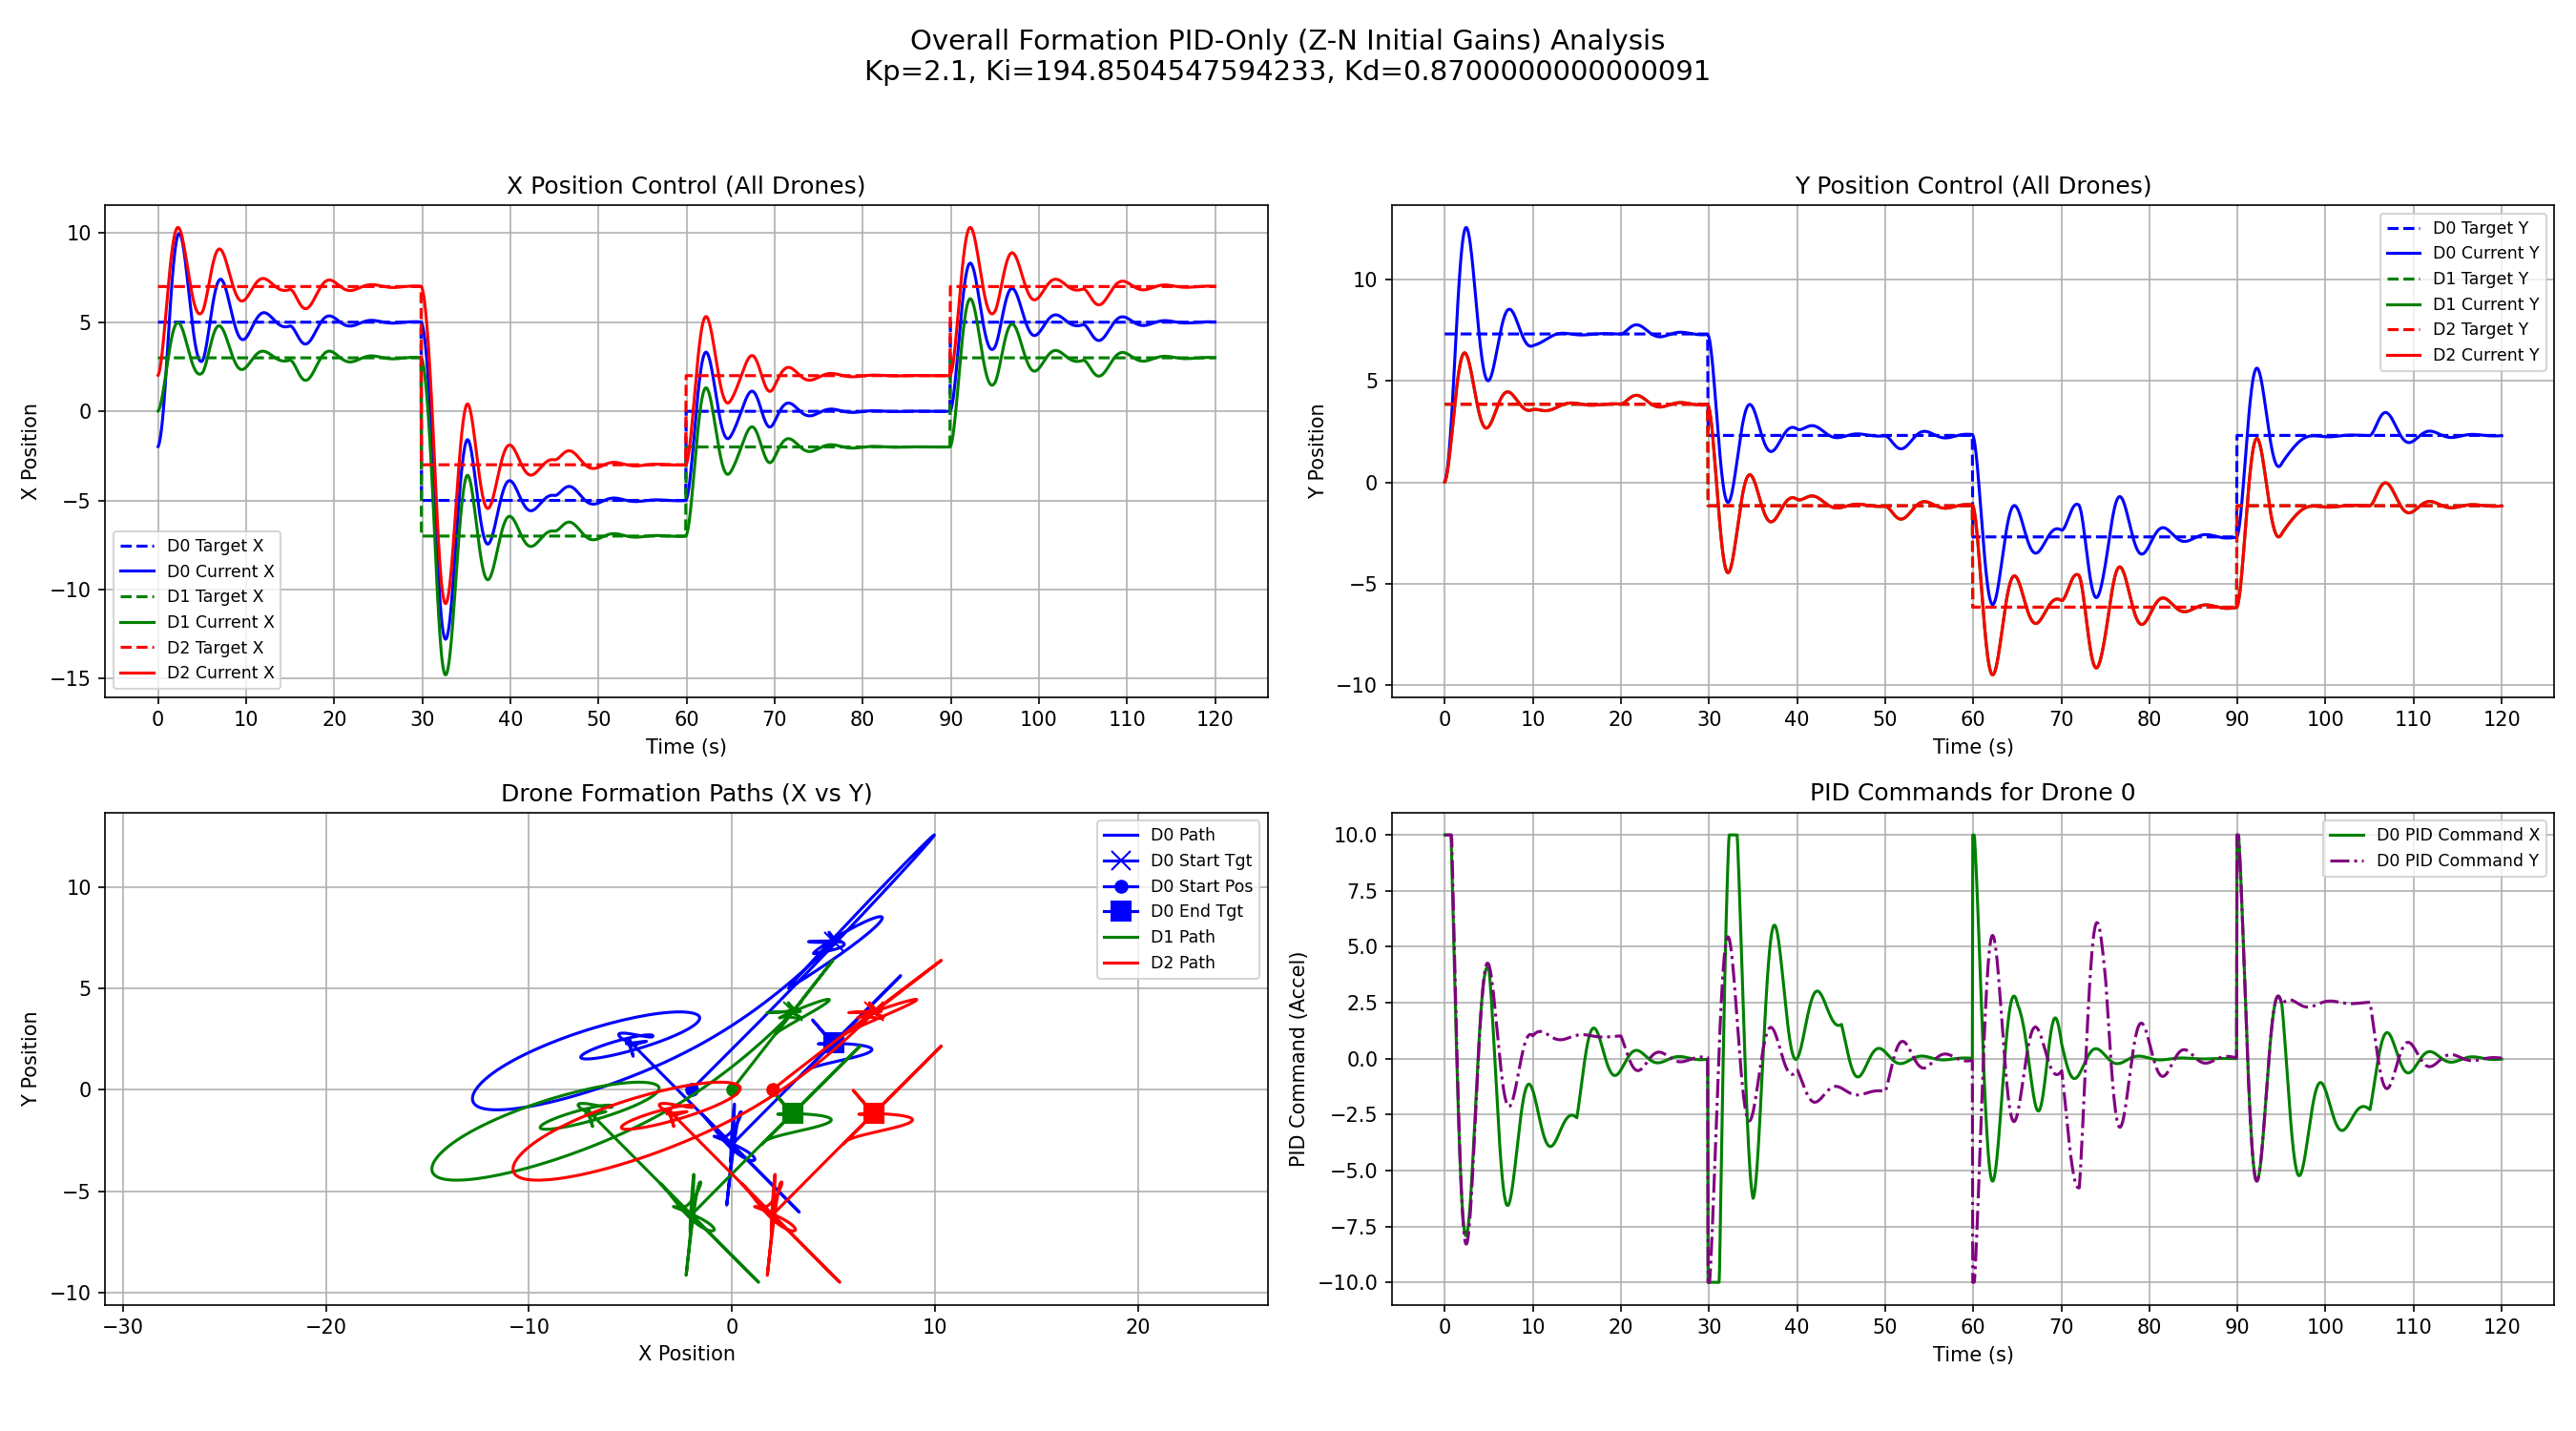 Overall Formation PID-Only (Z-N Initial Gains) Analysis
Kp=2.1, Ki=194.8504547594233, Kd=0.8700000000000091
X Position Control (All Drones)
10
5
0
−5
−10
−15
X Position
D0 Target X
D0 Current X
D1 Target X
D1 Current X
D2 Target X
D2 Current X
0 10 20 30 40 50 60 70 80 90 100 110 120
Time (s)
Y Position Control (All Drones)
10
5
0
−5
−10
Y Position
D0 Target Y
D0 Current Y
D1 Target Y
D1 Current Y
D2 Target Y
D2 Current Y
0 10 20 30 40 50 60 70 80 90 100 110 120
Time (s)
Drone Formation Paths (X vs Y)
10
5
0
−5
−10
Y Position
D0 Path
D0 Start Tgt
D0 Start Pos
D0 End Tgt
D1 Path
D2 Path
−30 −20 −10 0 10 20
X Position
PID Commands for Drone 0
10.0
7.5
5.0
2.5
0.0
−2.5
−5.0
−7.5
−10.0
PID Command (Accel)
D0 PID Command X
D0 PID Command Y
0 10 20 30 40 50 60 70 80 90 100 110 120
Time (s)